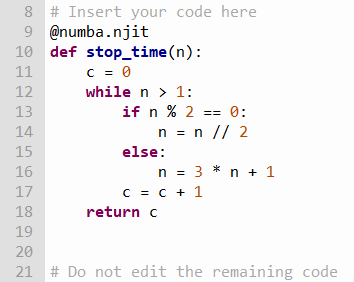 8 # Insert your code here
9 @numba.njit
10 def stop_time(n):
11     c = 0
12     while n > 1:
13         if n % 2 == 0:
14             n = n // 2
15         else:
16             n = 3 * n + 1
17         c = c + 1
18     return c
19
20
21 # Do not edit the remaining code